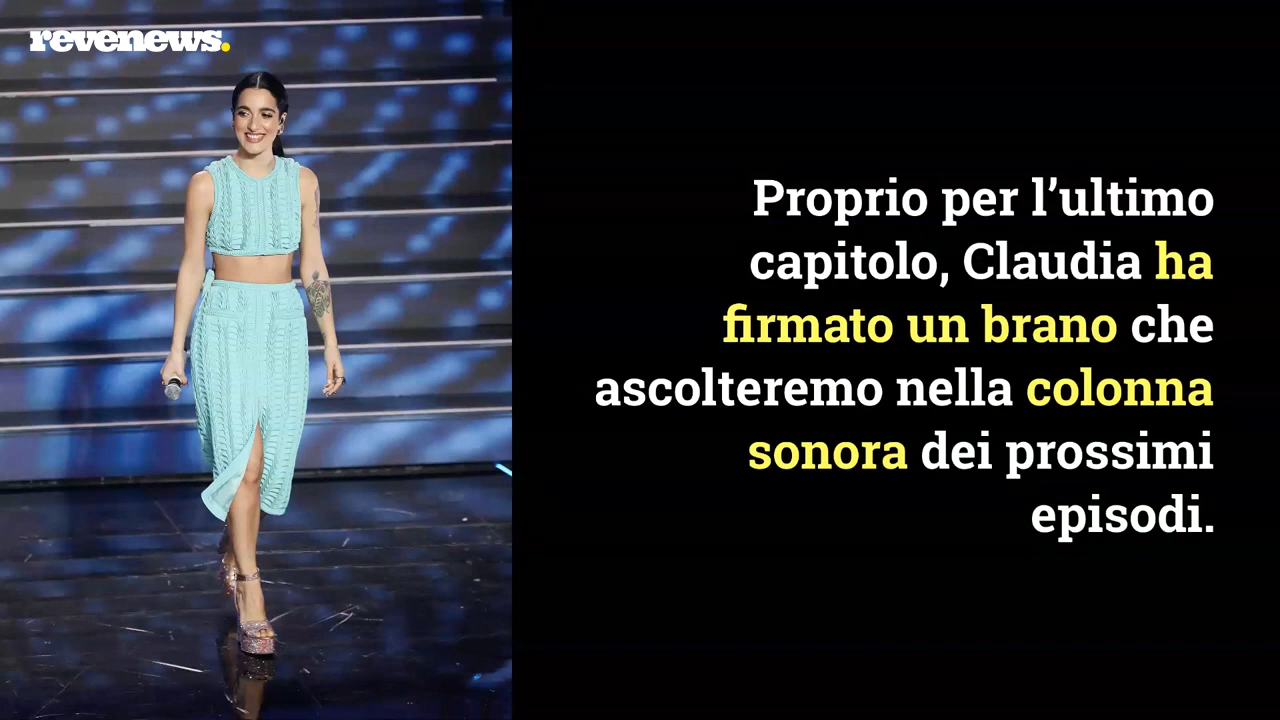 revenews.
Proprio per l’ultimo
capitolo, Claudia ha
firmato un brano che
ascolteremo nella colonna
sonora dei prossimi
episodi.